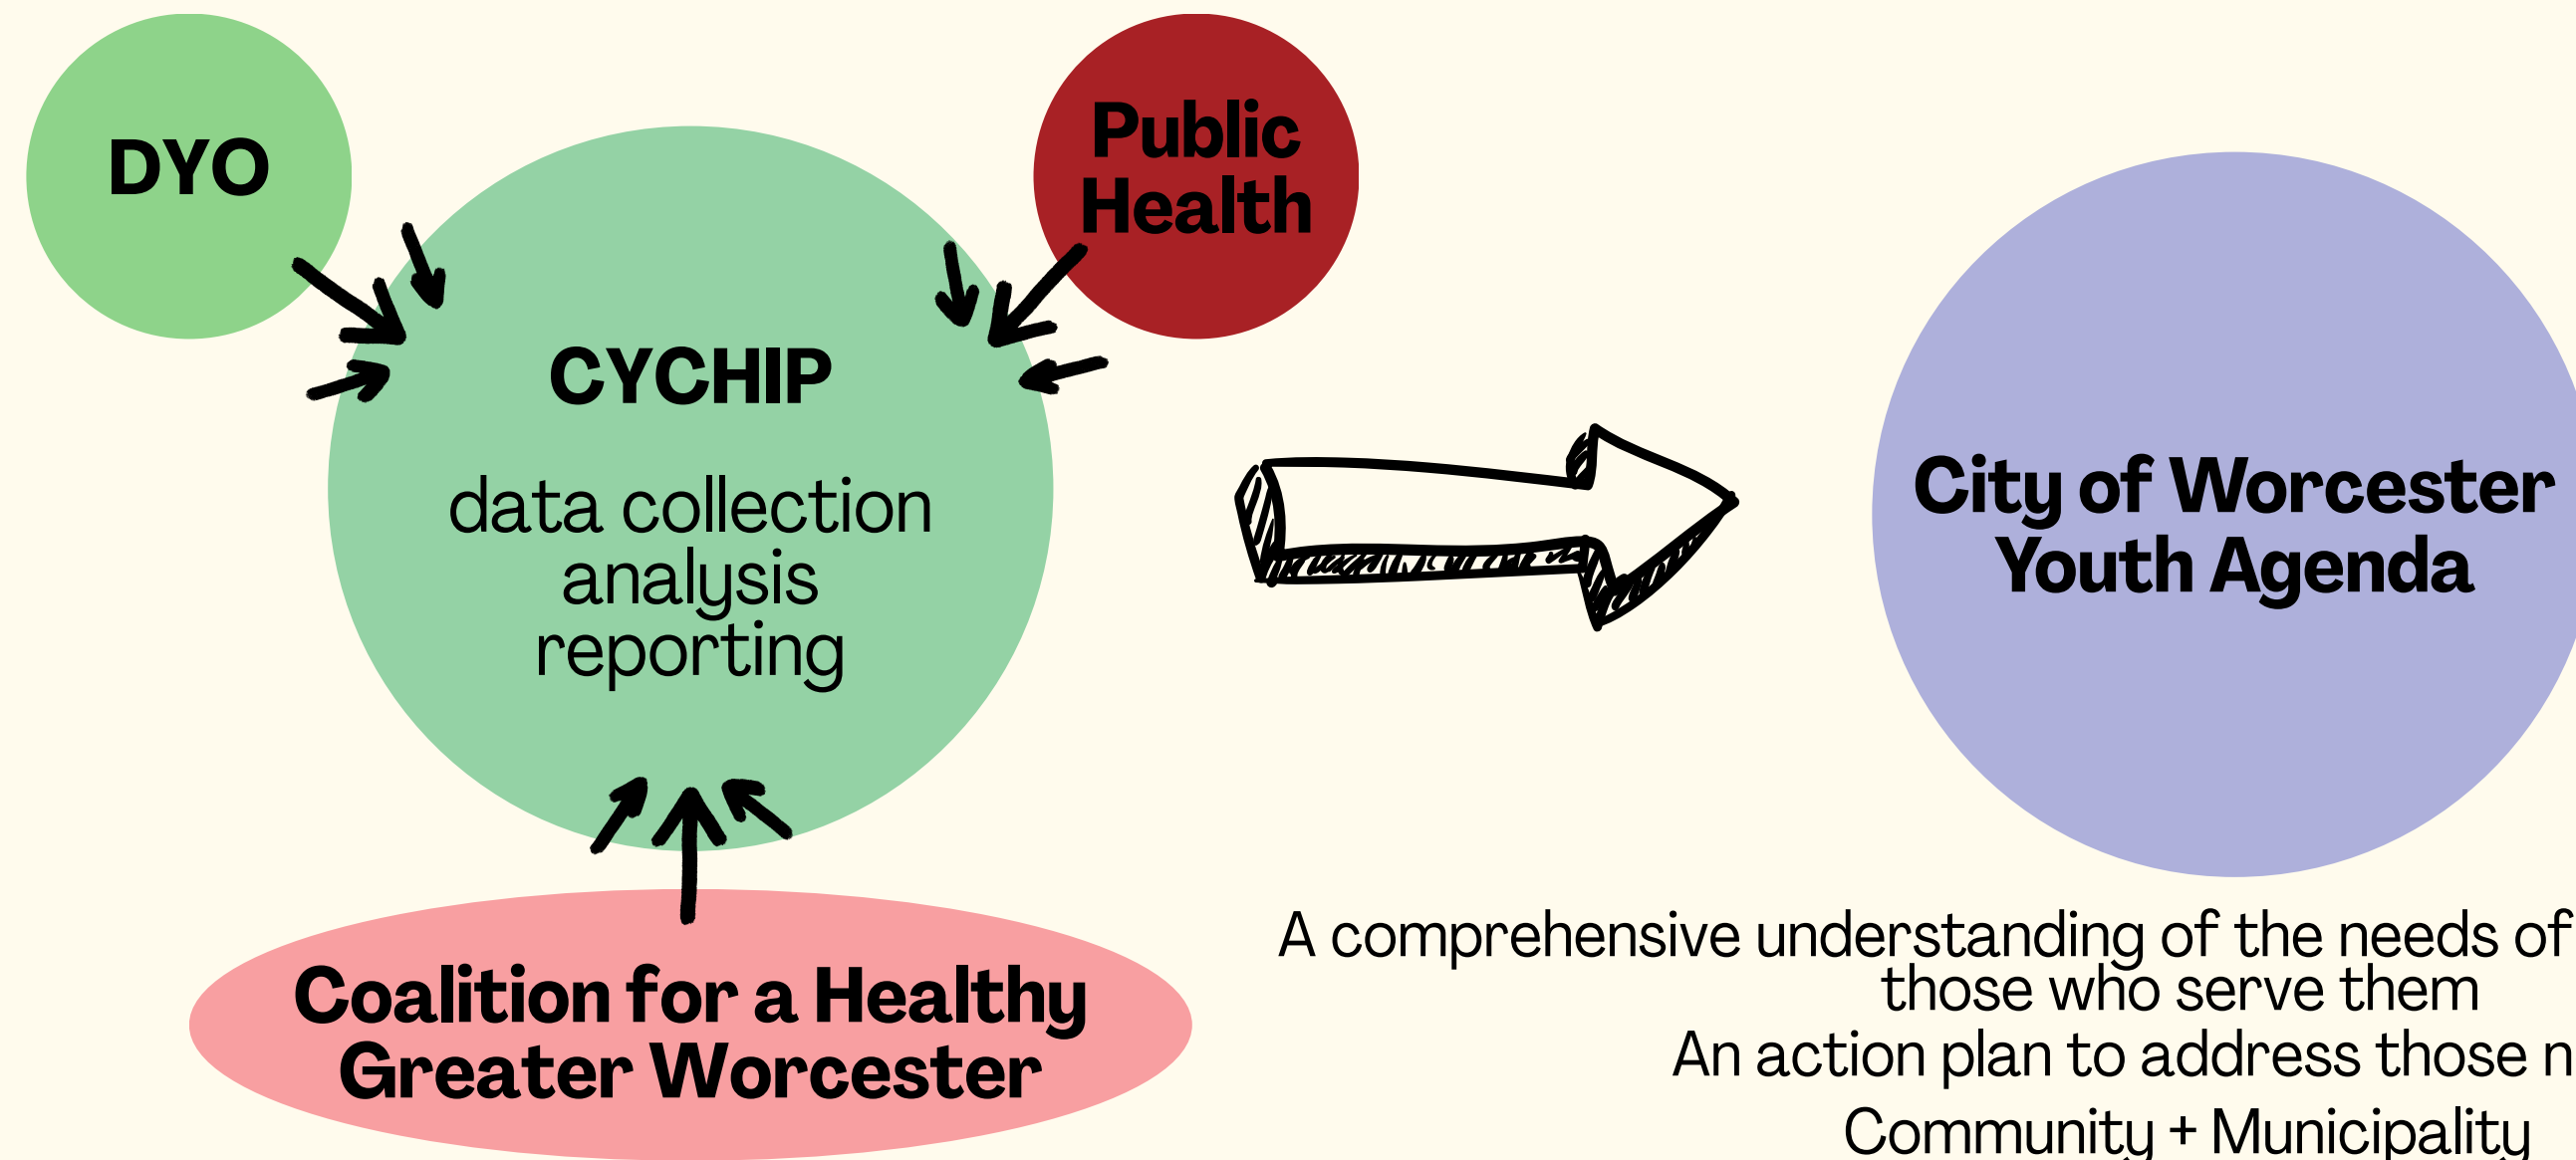 DYO
Public
Health
CYCHIP
data collection
analysis
reporting
City of Worcester
Youth Agenda
Coalition for a Healthy
Greater Worcester
A comprehensive understanding of the needs of
those who serve them
An action plan to address those
Community + Municipality